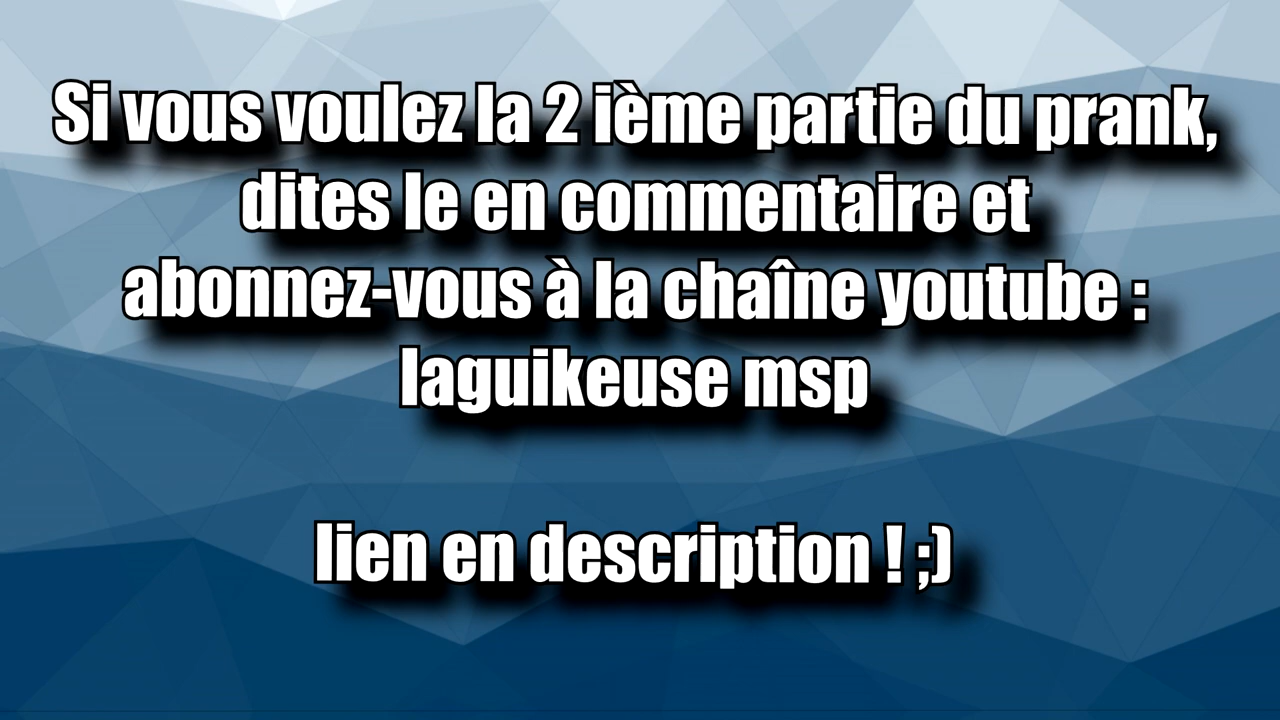 Si vous voulez la 2 ième partie du prank,
dites le en commentaire et
abonnez-vous à la chaîne youtube :
laguikeuse msp
lien en description ! ;)